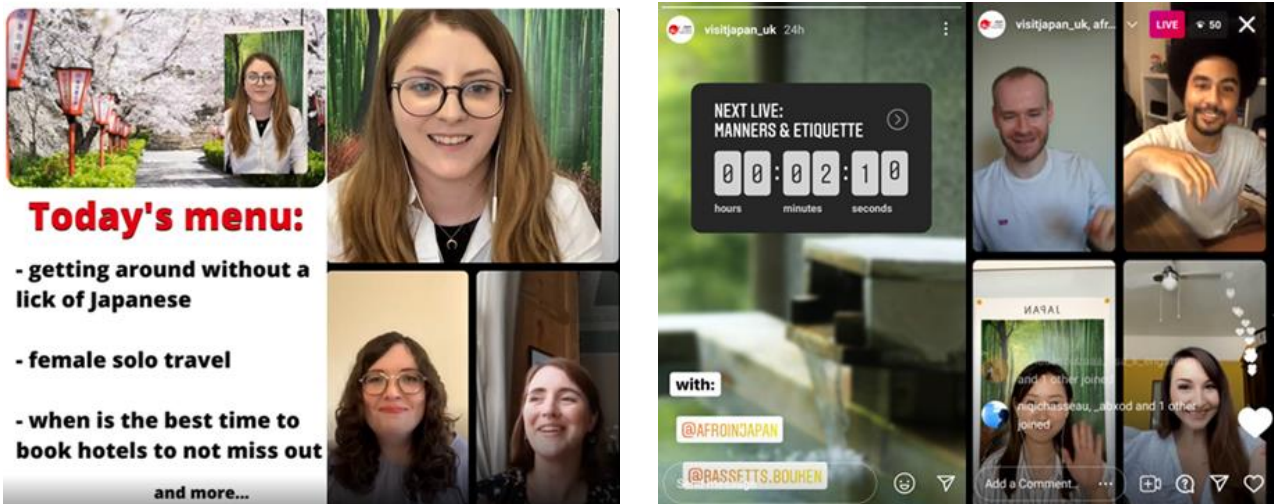 Today's menu:
- getting around without a
lick of Japanese
- female solo travel
- when is the best time to
book hotels to not miss out
and more...
visitjapan_uk 24h
NEXT LIVE:
MANNERS & ETIQUETTE
00:02:10
hours minutes seconds
with:
@AFROINJAPAN
@BASSETTS.BOUKEN
visitjapan_uk, afr...
LIVE
50
JAPAN
and 1 other joined
niqichasseau, _abxod and 1 other
joined
Add a Comment...